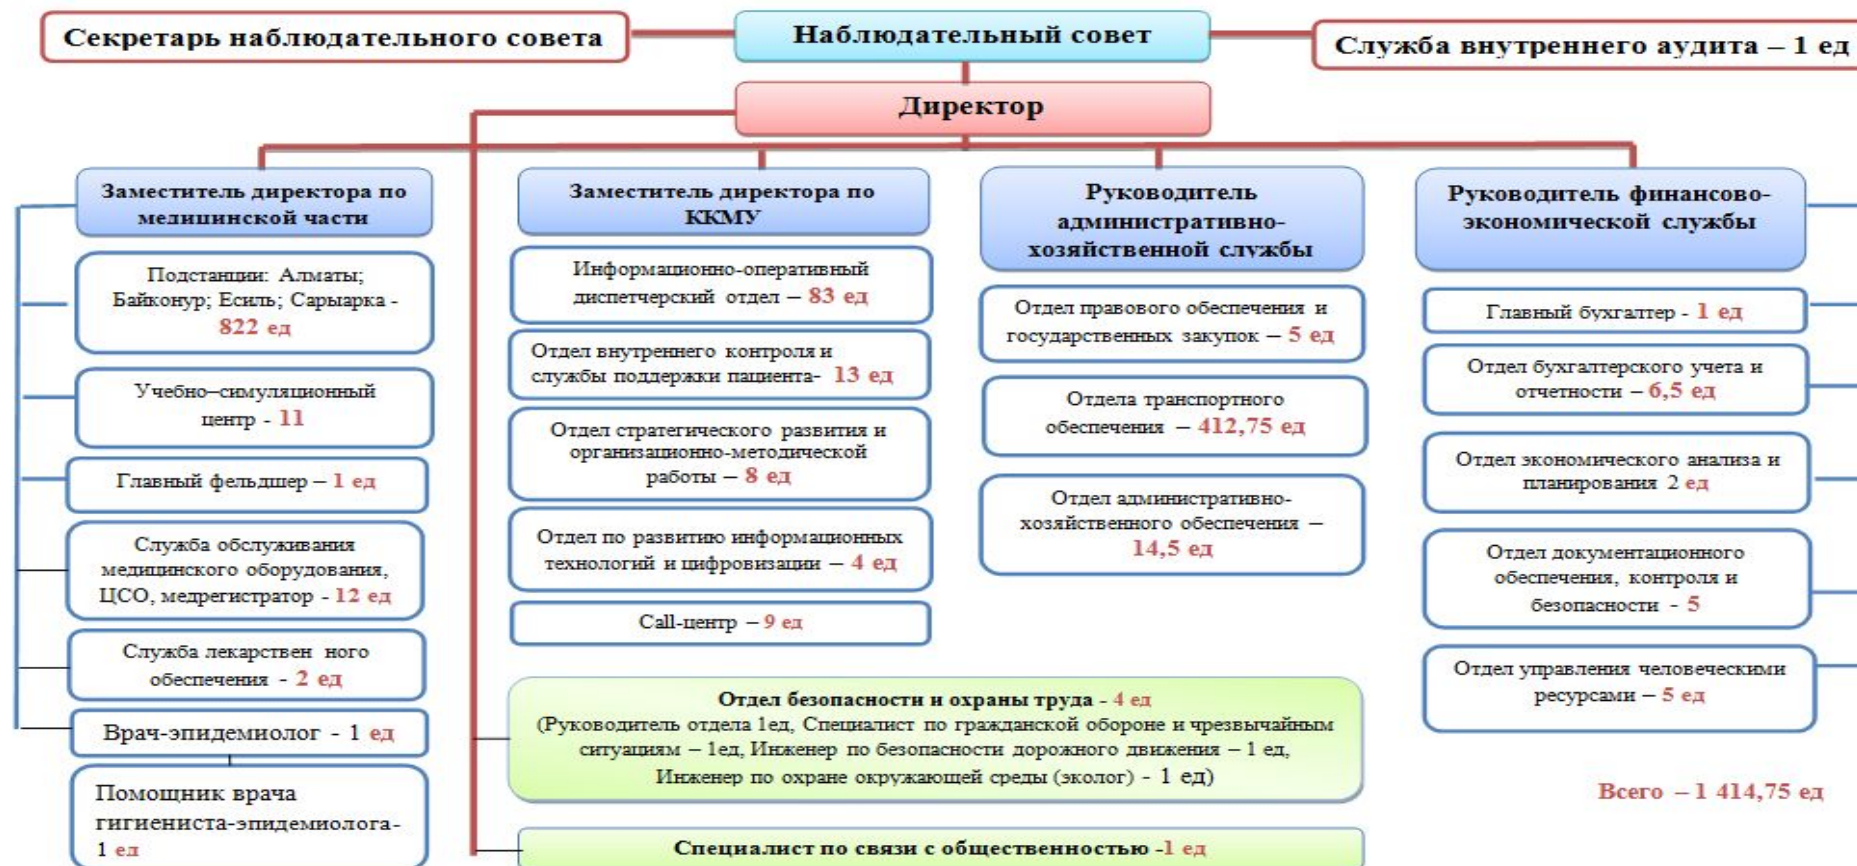 Секретарь наблюдательного совета
Наблюдательный совет
Служба внутреннего аудита – 1 ед
Директор
Заместитель директора по
медицинской части
Подстанции: Алматы;
Байконур; Есиль; Сарыарка -
822 ед
Учебно–симуляционный
центр - 11
Главный фельдшер – 1 ед
Служба обслуживания
медицинского оборудования,
ЦСО, медрегистратор - 12 ед
Служба лекарствен ного
обеспечения - 2 ед
Врач-эпидемиолог - 1 ед
Помощник врача
гигиениста-эпидемиолога-
1 ед
Заместитель директора по
ККМУ
Информационно-оперативный
диспетчерский отдел – 83 ед
Отдел внутреннего контроля и
службы поддержки пациента- 13 ед
Отдел стратегического развития и
организационно-методической
работы – 8 ед
Отдел по развитию информационных
технологий и цифровизации – 4 ед
Call-центр – 9 ед
Руководитель
административно-
хозяйственной службы
Отдел правового обеспечения и
государственных закупок – 5 ед
Отдела транспортного
обеспечения – 412,75 ед
Отдел административно-
хозяйственного обеспечения –
14,5 ед
Руководитель финансово-
экономической службы
Главный бухгалтер - 1 ед
Отдел бухгалтерского учета и
отчетности – 6,5 ед
Отдел экономического анализа и
планирования 2 ед
Отдел документационного
обеспечения, контроля и
безопасности - 5
Отдел управления человеческими
ресурсами – 5 ед
Отдел безопасности и охраны труда - 4 ед
(Руководитель отдела 1ед, Специалист по гражданской обороне и чрезвычайным
ситуациям – 1ед, Инженер по безопасности дорожного движения – 1 ед,
Инженер по охране окружающей среды (эколог) - 1 ед)
Специалист по связи с общественностью -1 ед
Всего – 1 414,75 ед